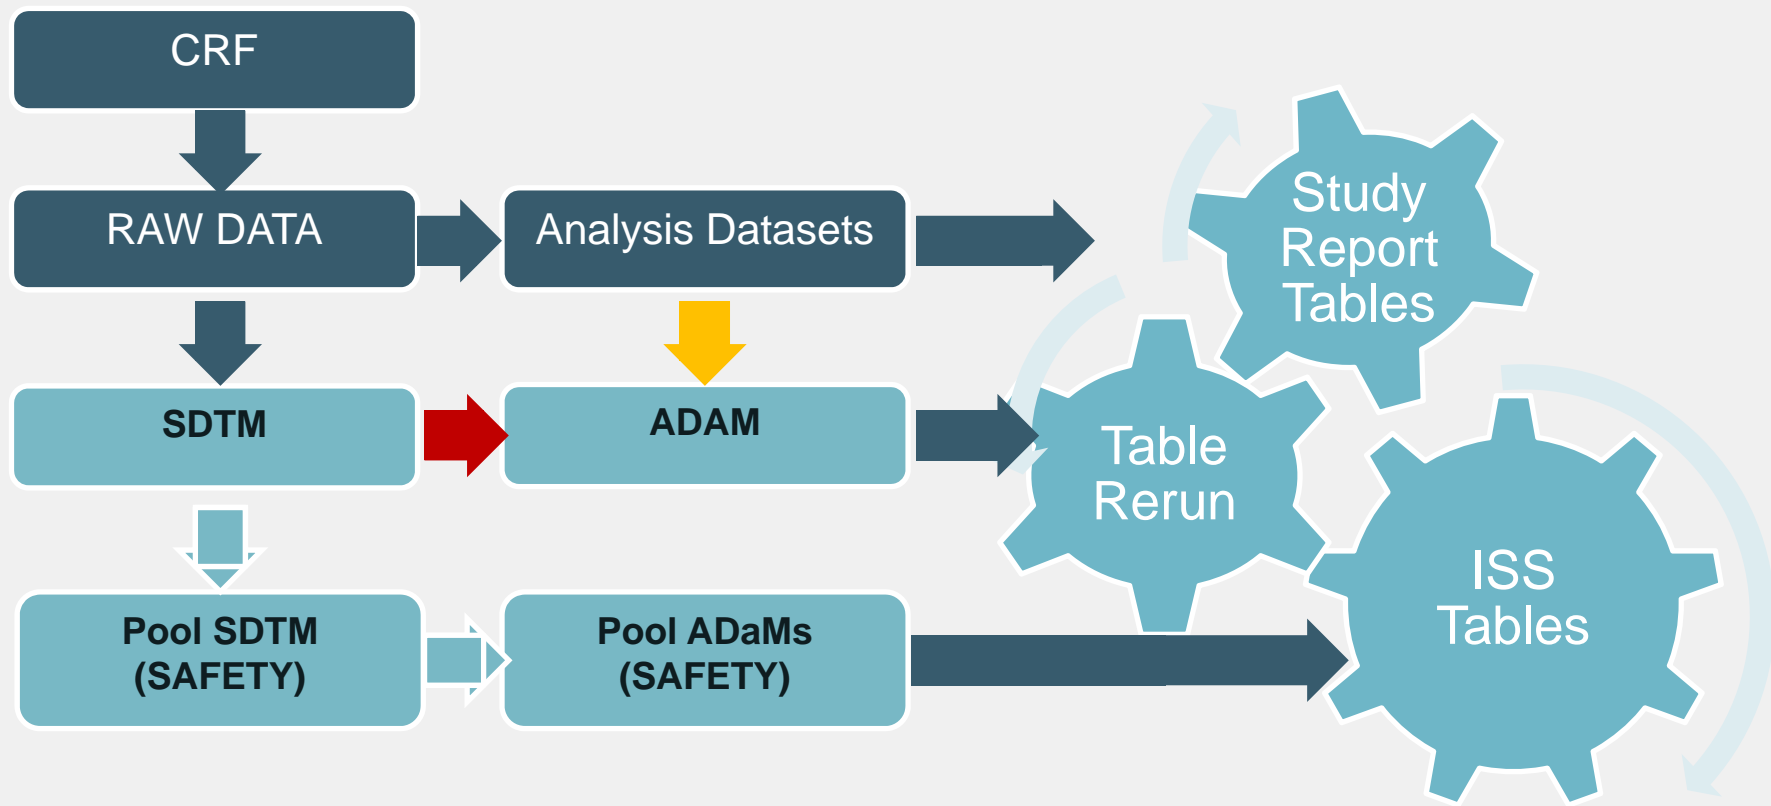 CRF
RAW DATA
Analysis Datasets
Study
Report
Tables
SDTM
ADAM
Table
Rerun
Pool SDTM
(SAFETY)
Pool ADaMs
(SAFETY)
ISS
Tables